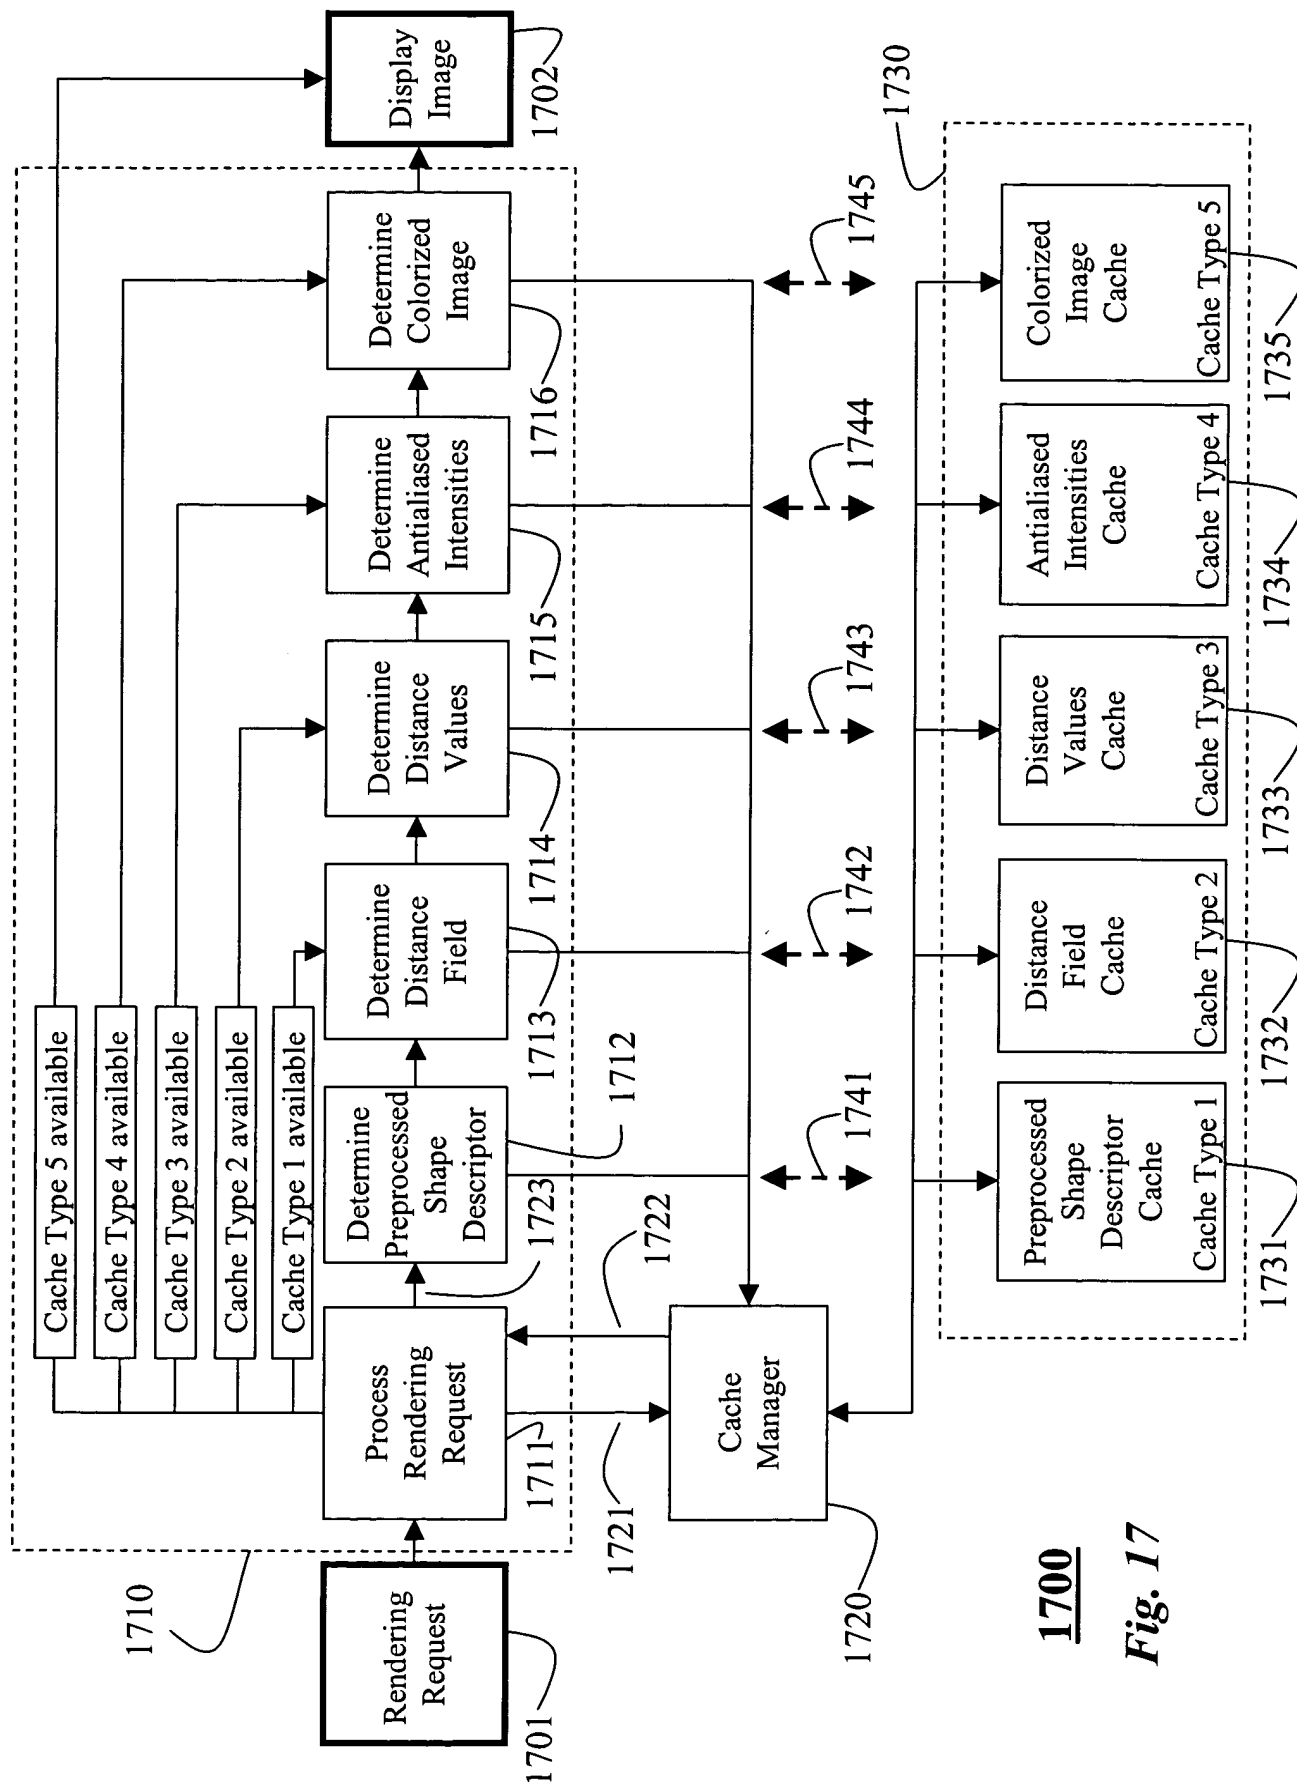 1710
Cache Type 5 available
Cache Type 4 available
Cache Type 3 available
Cache Type 2 available
Cache Type 1 available
Rendering
Request
1701
Process
Rendering
Request
1711
1723
Determine
Preprocessed
Shape
Descriptor
1712
Determine
Distance
Field
1713
Determine
Distance
Values
1714
Determine
Antialiased
Intensities
1715
Determine
Colorized
Image
1716
Display
Image
1702
1721
1722
Cache
Manager
1720
1741
1742
1743
1744
1745
1730
Preprocessed
Shape
Descriptor
Cache
Cache Type 1
1731
Distance
Field
Cache
Cache Type 2
1732
Distance
Values
Cache
Cache Type 3
1733
Antialiased
Intensities
Cache
Cache Type 4
1734
Colorized
Image
Cache
Cache Type 5
1735
1700
Fig. 17